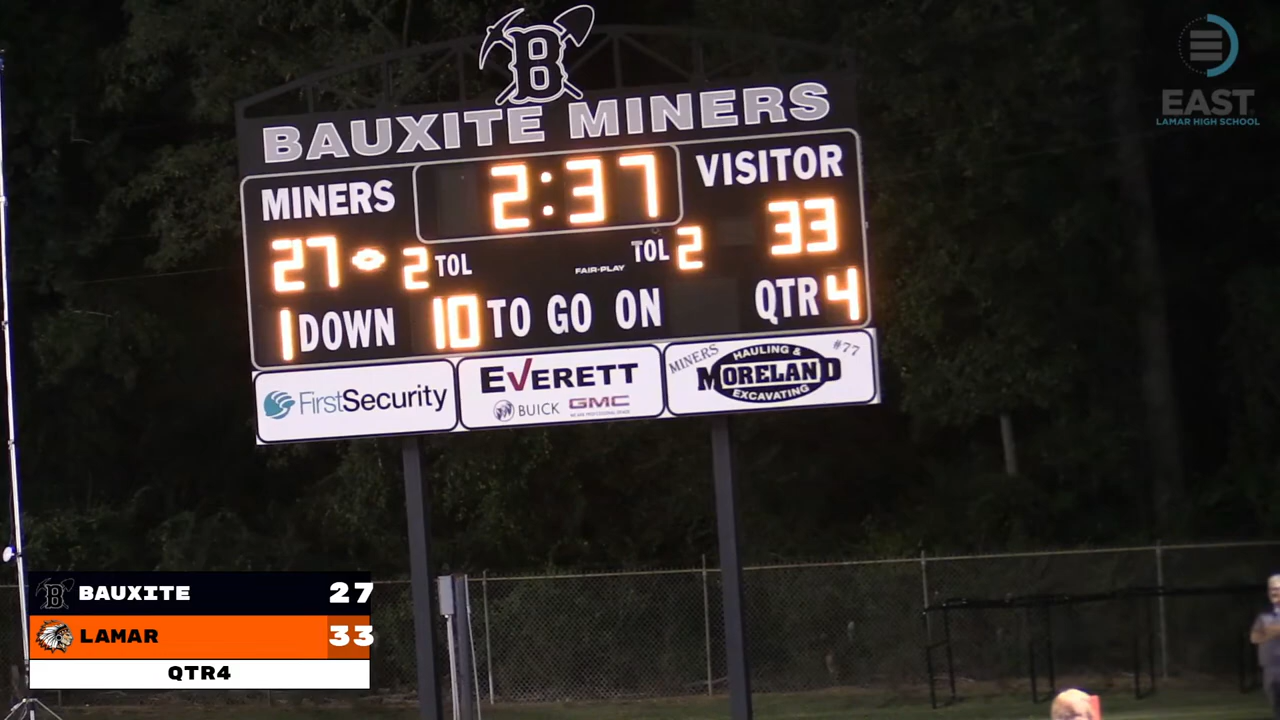 B
EAST
LAMAR HIGH SCHOOL
BAUXITE MINERS
MINERS 2:37 VISITOR
27 2 TOL TOL 2 33
FAIR-PLAY
1 DOWN 10 TO GO ON QTR 4
FirstSecurity
EVERETT
BUICK GMC
MINERS #77
HAULING &
MORELAND
EXCAVATING
B BAUXITE 27
LAMAR 33
QTR4